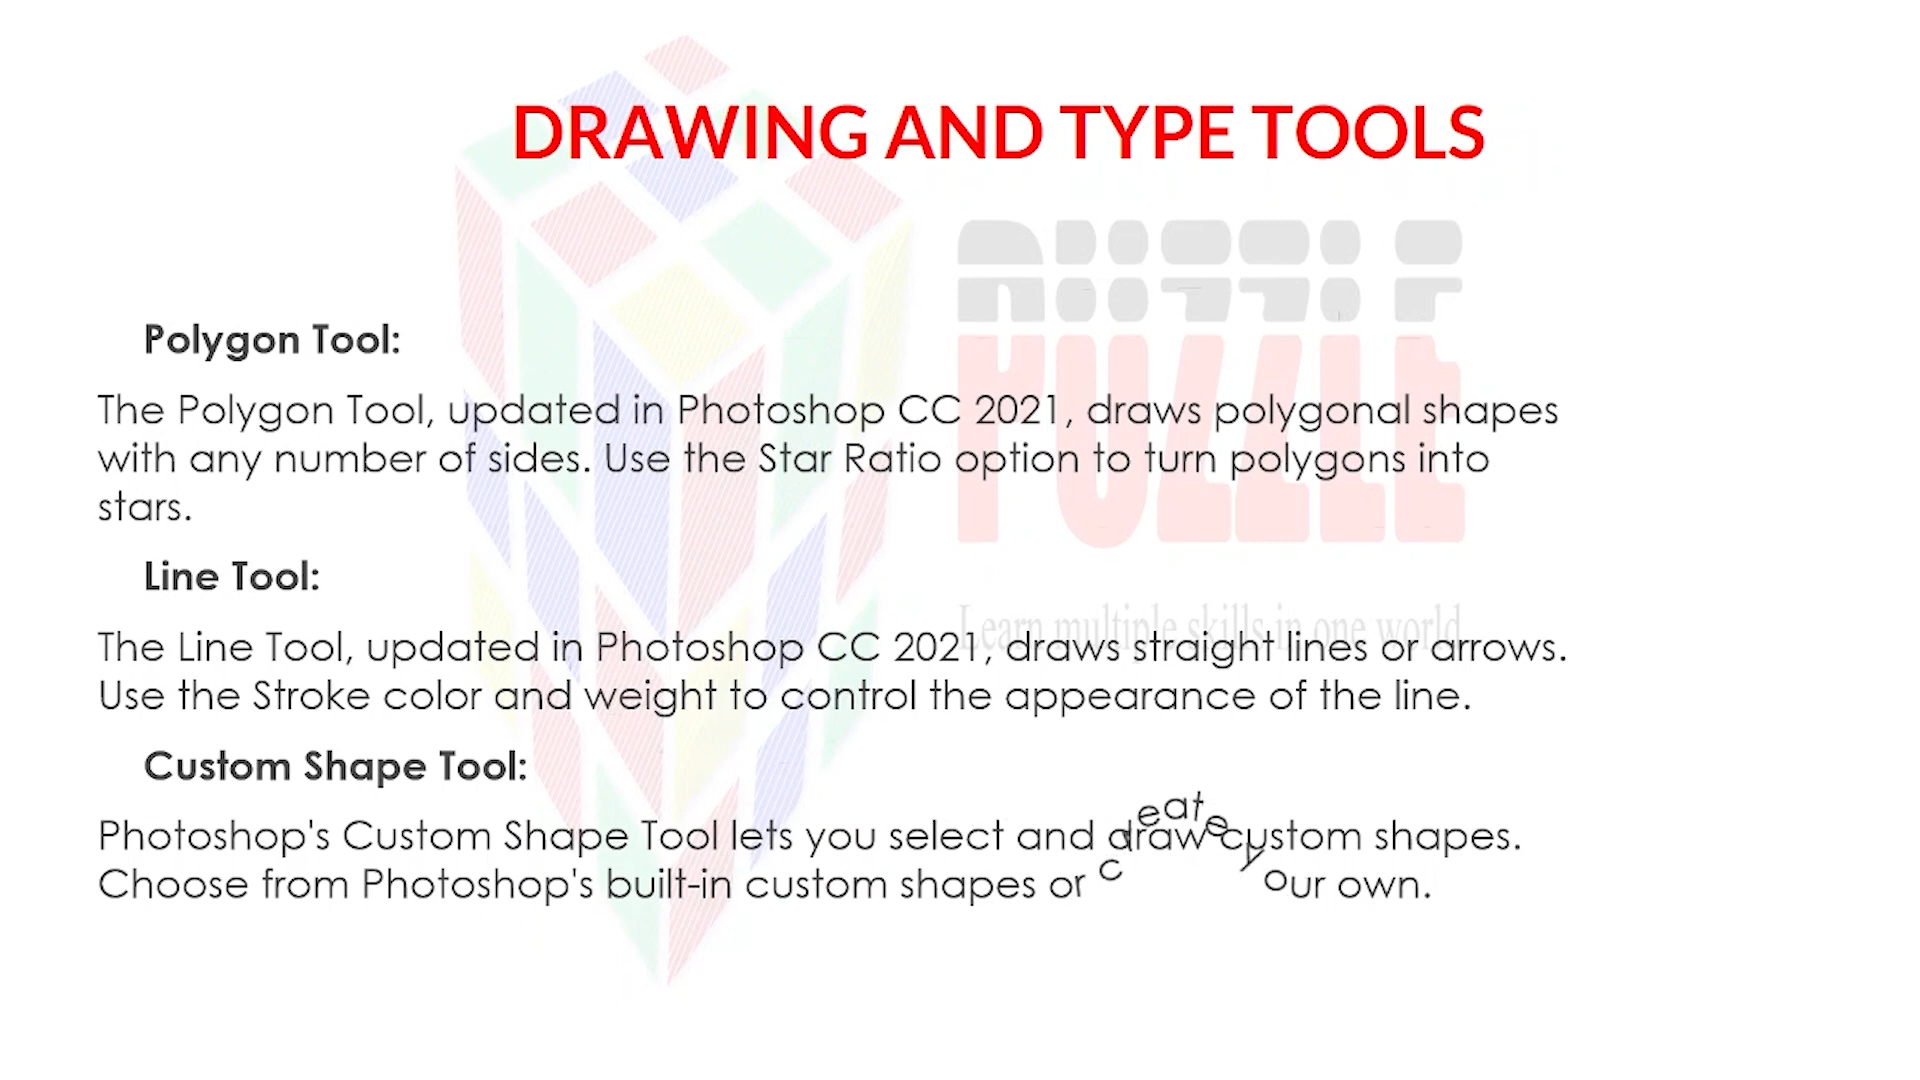 DRAWING AND TYPE TOOLS
PUZZLE
Polygon Tool:
The Polygon Tool, updated in Photoshop CC 2021, draws polygonal shapes
with any number of sides. Use the Star Ratio option to turn polygons into
stars.
Line Tool:
Learn multiple skills in one world
The Line Tool, updated in Photoshop CC 2021, draws straight lines or arrows.
Use the Stroke color and weight to control the appearance of the line.
Custom Shape Tool:
Photoshop's Custom Shape Tool lets you select and draw custom shapes.
Choose from Photoshop's built-in custom shapes or create your own.